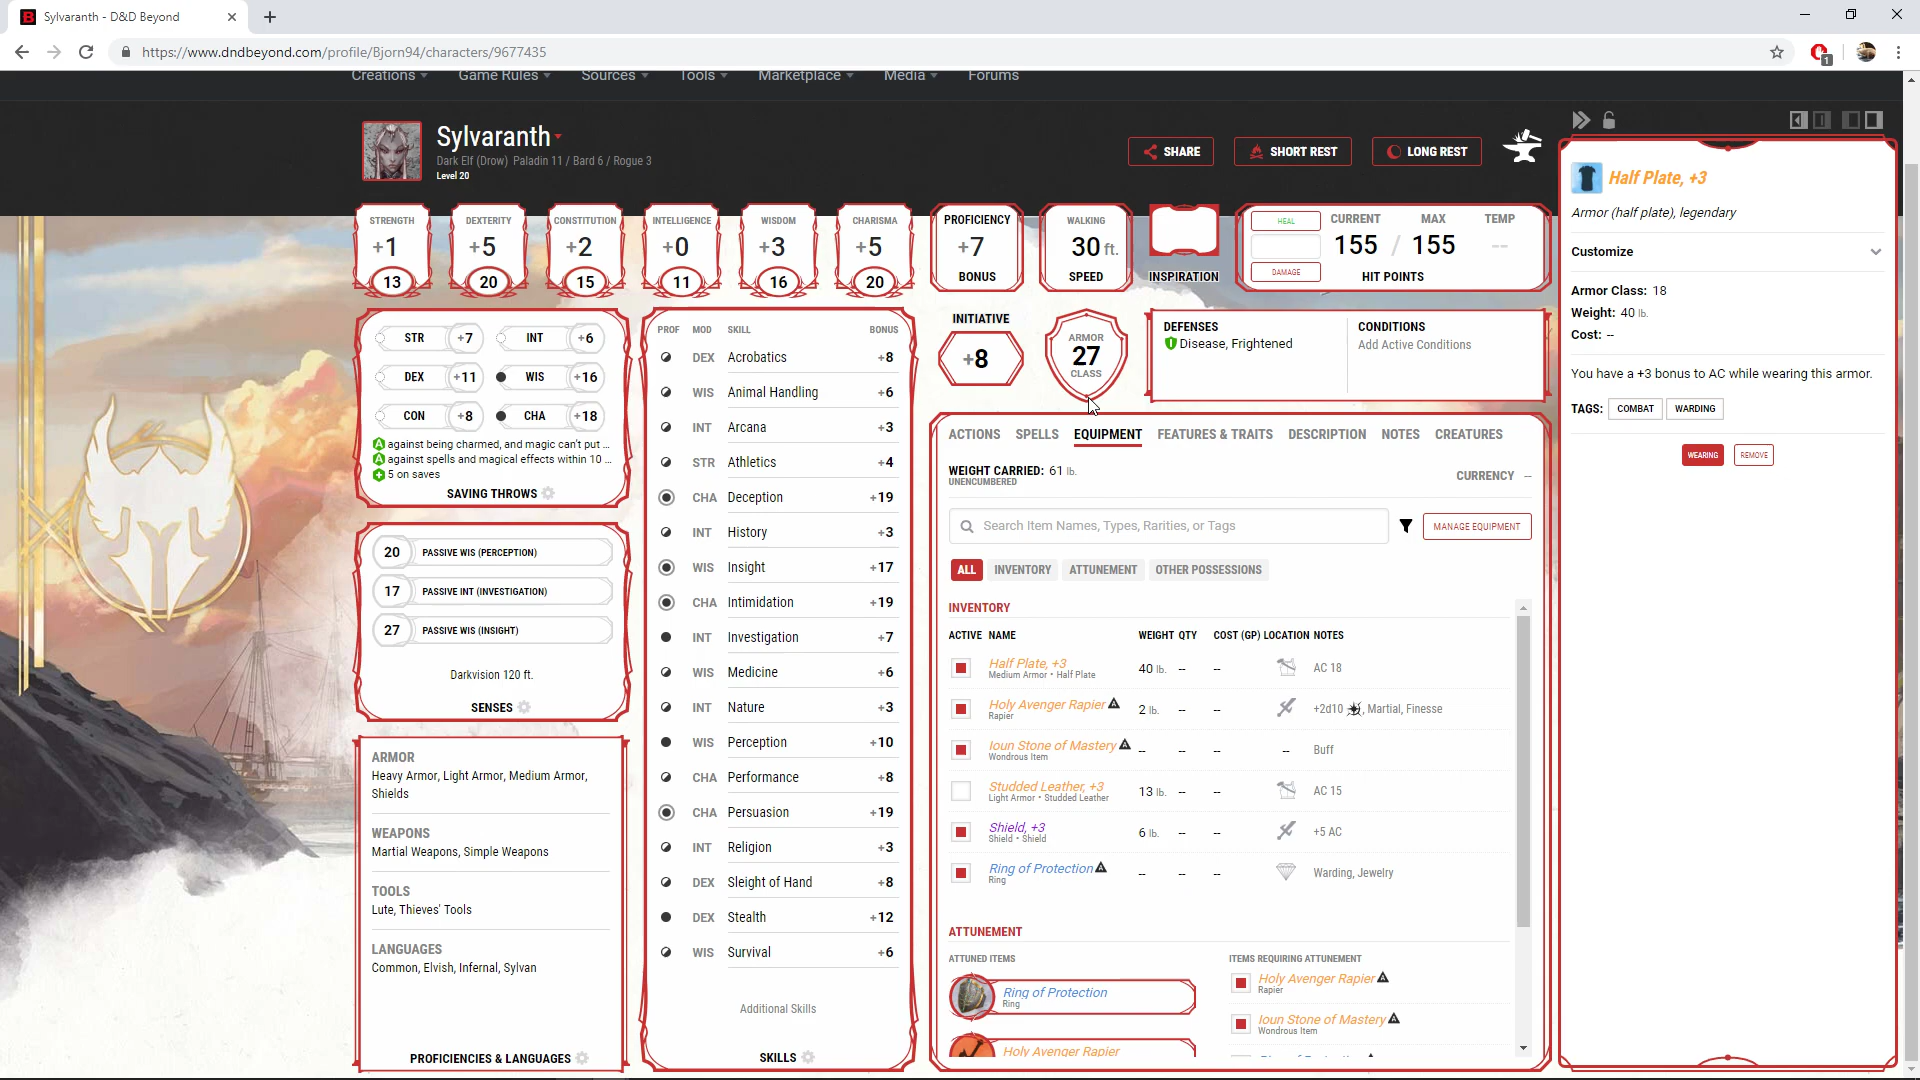 Sylvaranth - D&D Beyond
https://www.dndbeyond.com/profile/Bjorn94/characters/9677435
1
Creations Game Rules Sources Tools Marketplace Media Forums
Sylvaranth
Dark Elf (Drow) Paladin 11 / Bard 6 / Rogue 3
Level 20
SHARE SHORT REST LONG REST
STRENGTH
+1
13
DEXTERITY
+5
20
CONSTITUTION
+2
15
INTELLIGENCE
+0
11
WISDOM
+3
16
CHARISMA
+5
20
PROFICIENCY
+7
BONUS
WALKING
30 ft.
SPEED
INSPIRATION
HEAL
DAMAGE
CURRENT MAX TEMP
155 / 155 --
HIT POINTS
STR +7 INT +6
DEX +11 WIS +16
CON +8 CHA +18
against being charmed, and magic can't put ...
against spells and magical effects within 10 ...
5 on saves
SAVING THROWS
20 PASSIVE WIS (PERCEPTION)
17 PASSIVE INT (INVESTIGATION)
27 PASSIVE WIS (INSIGHT)
Darkvision 120 ft.
SENSES
ARMOR
Heavy Armor, Light Armor, Medium Armor,
Shields
WEAPONS
Martial Weapons, Simple Weapons
TOOLS
Lute, Thieves' Tools
LANGUAGES
Common, Elvish, Infernal, Sylvan
PROFICIENCIES & LANGUAGES
PROF MOD SKILL BONUS
DEX Acrobatics +8
WIS Animal Handling +6
INT Arcana +3
STR Athletics +4
CHA Deception +19
INT History +3
WIS Insight +17
CHA Intimidation +19
INT Investigation +7
WIS Medicine +6
INT Nature +3
WIS Perception +10
CHA Performance +8
CHA Persuasion +19
INT Religion +3
DEX Sleight of Hand +8
DEX Stealth +12
WIS Survival +6
Additional Skills
SKILLS
INITIATIVE
+8
ARMOR
27
CLASS
DEFENSES
Disease, Frightened
CONDITIONS
Add Active Conditions
ACTIONS SPELLS EQUIPMENT FEATURES & TRAITS DESCRIPTION NOTES CREATURES
WEIGHT CARRIED: 61 lb.
UNENCUMBERED
CURRENCY --
Search Item Names, Types, Rarities, or Tags
MANAGE EQUIPMENT
ALL INVENTORY ATTUNEMENT OTHER POSSESSIONS
INVENTORY
ACTIVE NAME WEIGHT QTY COST (GP) LOCATION NOTES
Half Plate, +3 40 lb. -- -- AC 18
Medium Armor • Half Plate
Holy Avenger Rapier 2 lb. -- -- +2d10 , Martial, Finesse
Rapier
Ioun Stone of Mastery -- -- -- -- Buff
Wondrous Item
Studded Leather, +3 13 lb. -- -- AC 15
Light Armor • Studded Leather
Shield, +3 6 lb. -- -- +5 AC
Shield • Shield
Ring of Protection -- -- -- Warding, Jewelry
Ring
ATTUNEMENT
ATTUNED ITEMS
Ring of Protection
Ring
Holy Avenger Rapier
ITEMS REQUIRING ATTUNEMENT
Holy Avenger Rapier
Rapier
Ioun Stone of Mastery
Wondrous Item
Half Plate, +3
Armor (half plate), legendary
Customize
Armor Class: 18
Weight: 40 lb.
Cost: --
You have a +3 bonus to AC while wearing this armor.
TAGS: COMBAT WARDING
WEARING REMOVE